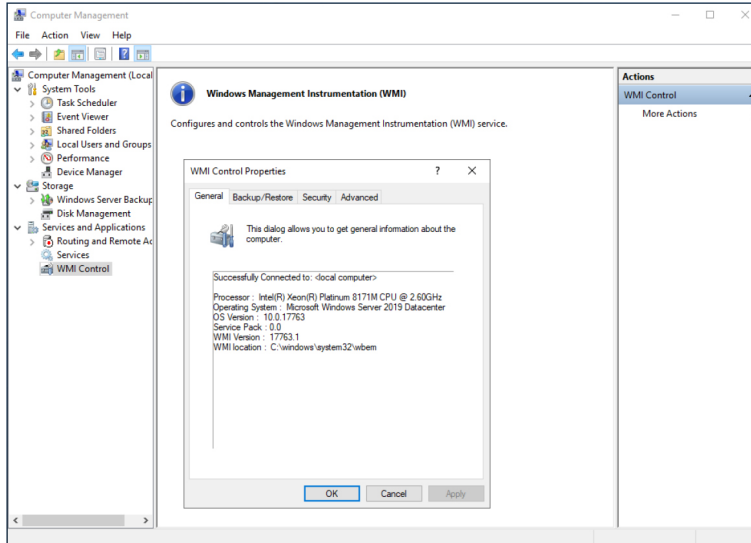 Computer Management
File Action View Help
Computer Management (Local
System Tools
Task Scheduler
Event Viewer
Shared Folders
Local Users and Groups
Performance
Device Manager
Storage
Windows Server Backup
Disk Management
Services and Applications
Routing and Remote Ac
Services
WMI Control
Windows Management Instrumentation (WMI)
Configures and controls the Windows Management Instrumentation (WMI) service.
WMI Control Properties
General Backup/Restore Security Advanced
This dialog allows you to get general information about the
computer.
Successfully Connected to: <local computer>
Processor : Intel(R) Xeon(R) Platinum 8171M CPU @ 2.60GHz
Operating System : Microsoft Windows Server 2019 Datacenter
OS Version : 10.0.17763
Service Pack : 0.0
WMI Version : 17763.1
WMI location : C:\windows\system32\wbem
OK Cancel Apply
Actions
WMI Control
More Actions